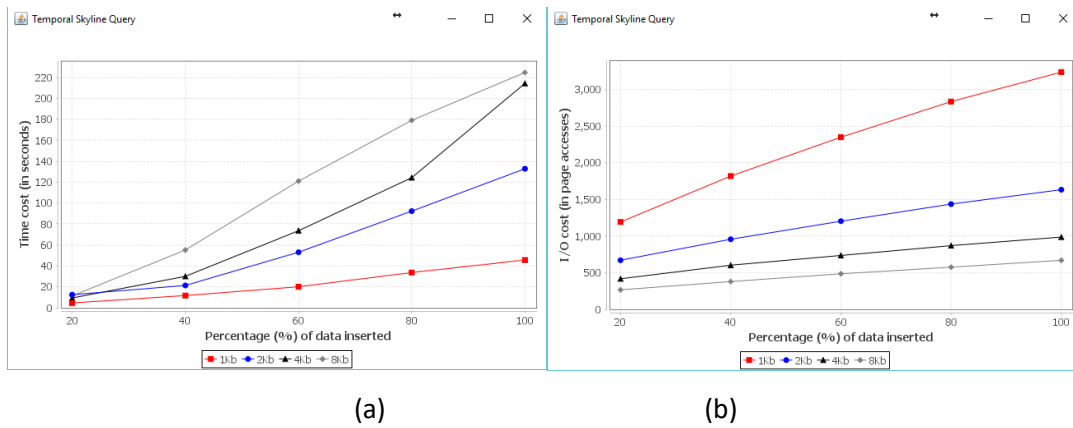 Temporal Skyline Query
Time cost (in seconds)
220
200
180
160
140
120
100
80
60
40
20
0
20 40 60 80 100
Percentage (%) of data inserted
1Kb 2Kb 4Kb 8Kb
(a)
Temporal Skyline Query
I/O cost (in page accesses)
3,000
2,500
2,000
1,500
1,000
500
0
20 40 60 80 100
Percentage (%) of data inserted
1Kb 2Kb 4Kb 8Kb
(b)